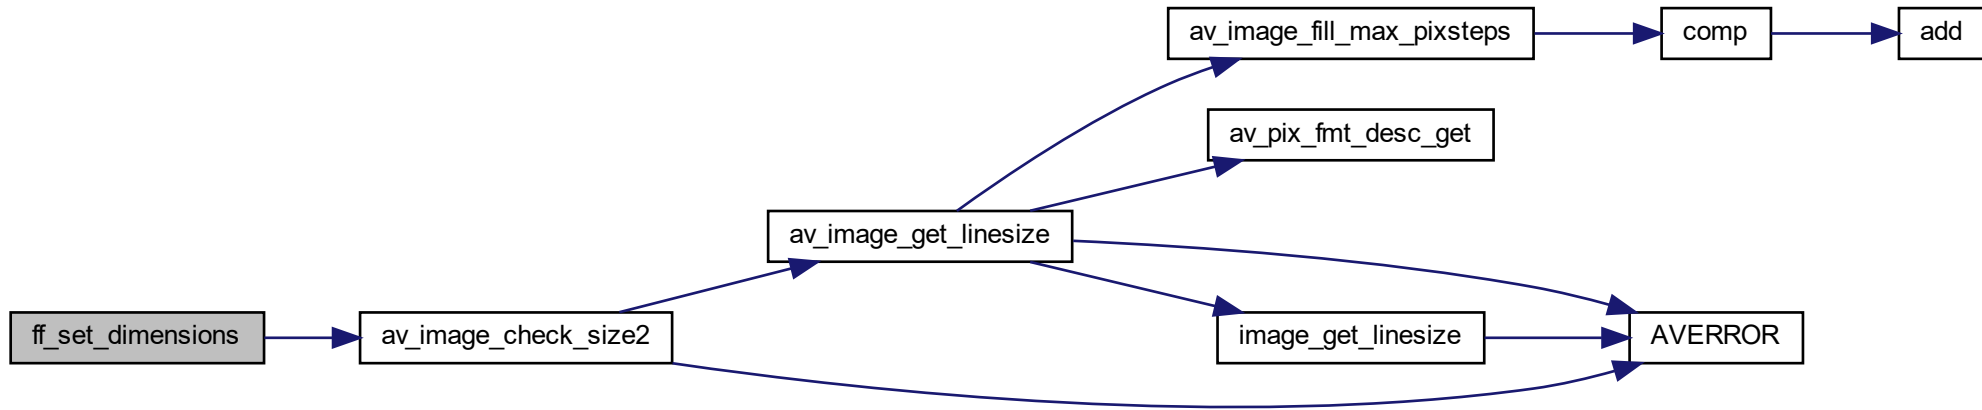 av_image_fill_max_pixsteps
comp
add
av_pix_fmt_desc_get
av_image_get_linesize
ff_set_dimensions
av_image_check_size2
image_get_linesize
AVERROR